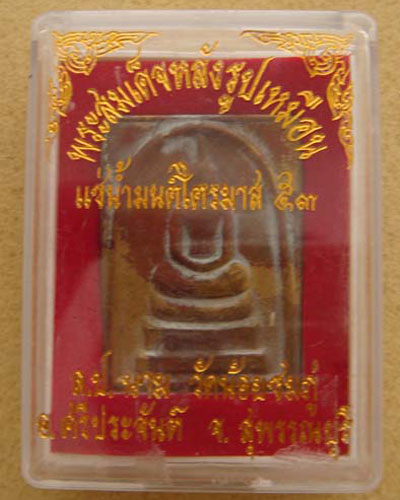 พระสมเด็จหลังรูปเหมือน
แช่น้ำมนต์ไตรมาส ๕๓
ล.ป. นาม วัดน้อยชมภู่
อ.ศรีประจันต์ จ. สุพรรณบุรี